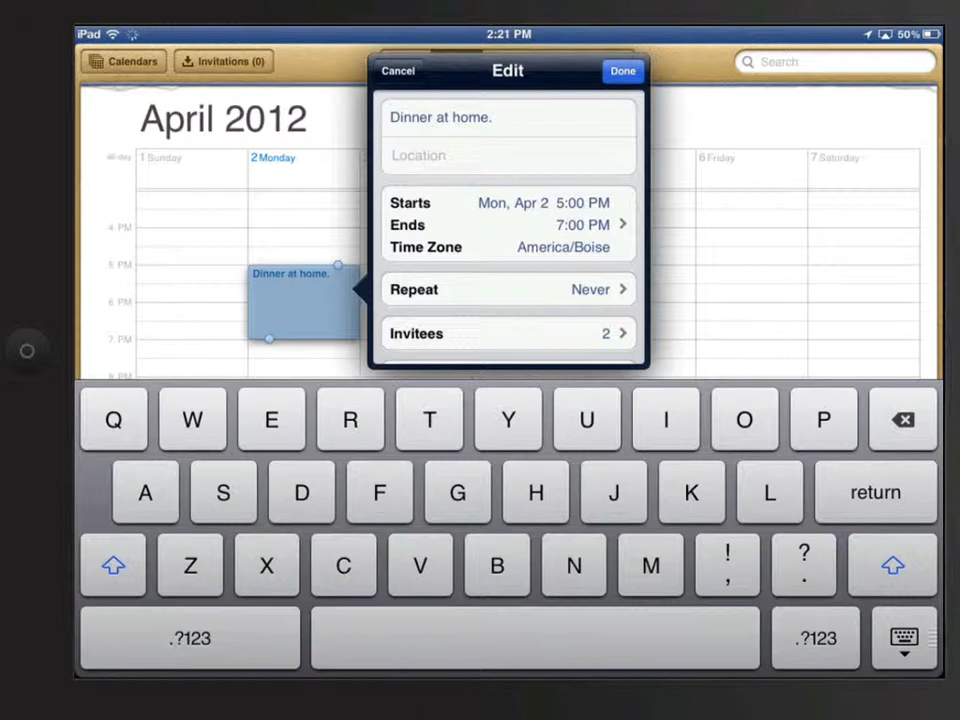 iPad 2:21 PM 50%
Calendars Invitations (0) Search
Cancel Edit Done
April 2012
Dinner at home.
Location
all-day 1 Sunday 2 Monday 6 Friday 7 Saturday
Starts Mon, Apr 2 5:00 PM
Ends 7:00 PM
Time Zone America/Boise
4 PM
5 PM
6 PM
7 PM
8 PM
Dinner at home.
Repeat Never
Invitees 2
Q W E R T Y U I O P
A S D F G H J K L return
Z X C V B N M ! , ? .
.?123 .?123